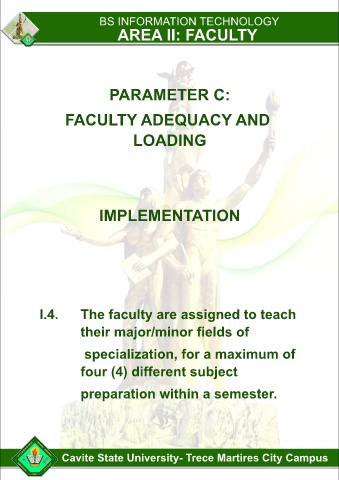 BS INFORMATION TECHNOLOGY
AREA II: FACULTY
PARAMETER C:
FACULTY ADEQUACY AND
LOADING
IMPLEMENTATION
I.4. The faculty are assigned to teach
their major/minor fields of
specialization, for a maximum of
four (4) different subject
preparation within a semester.
Cavite State University- Trece Martires City Campus